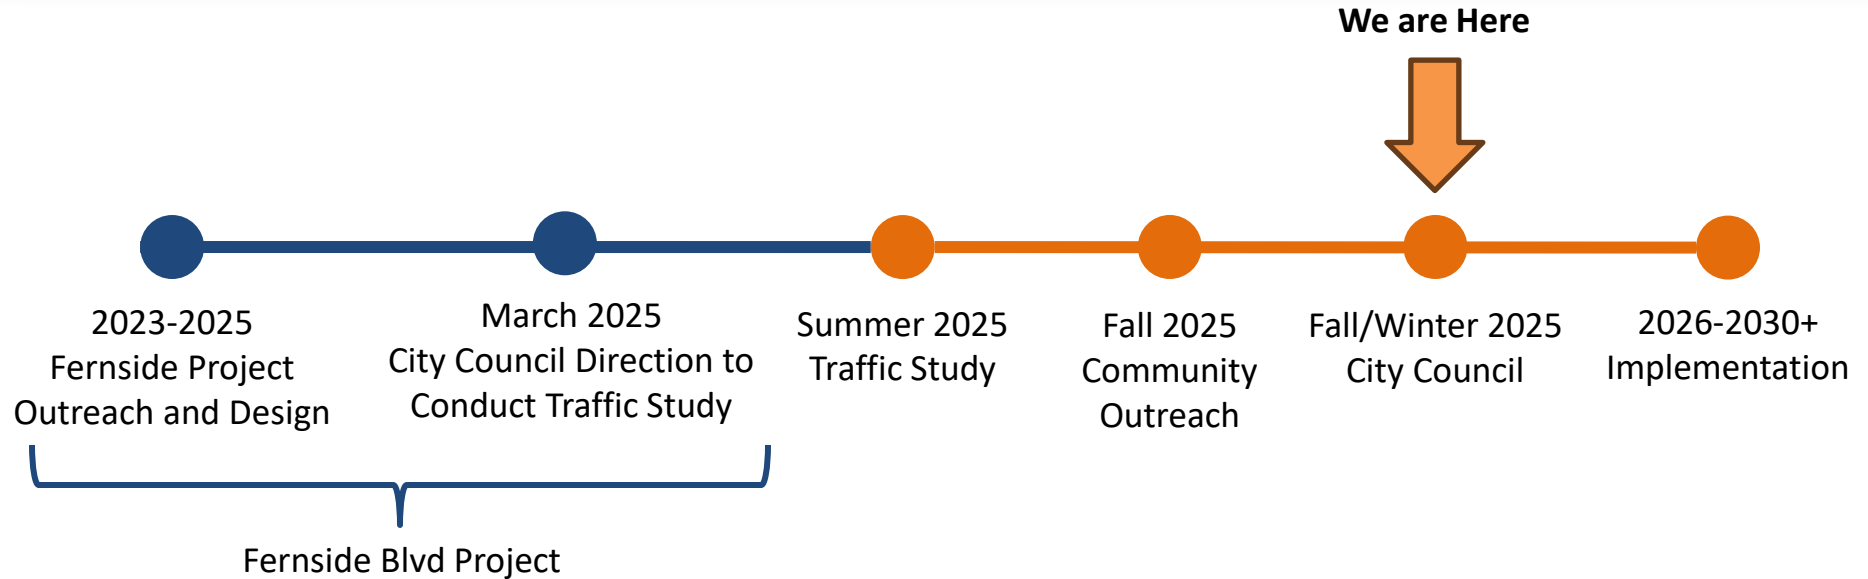 We are Here
2023-2025
Fernside Project
Outreach and Design
March 2025
City Council Direction to
Conduct Traffic Study
Summer 2025
Traffic Study
Fall 2025
Community
Outreach
Fall/Winter 2025
City Council
2026-2030+
Implementation
Fernside Blvd Project